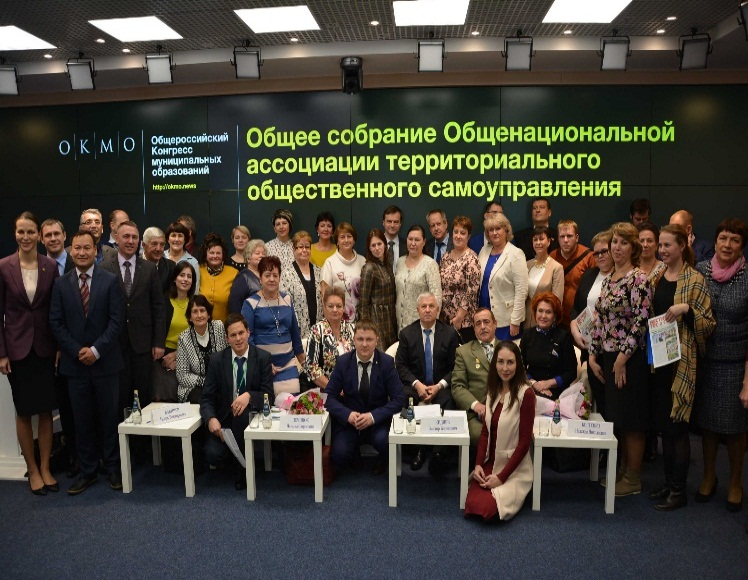 ОКМО
Общероссийский
Конгресс
муниципальных
образований
http://okmo.news
Общее собрание Общенациональной
ассоциации территориального
общественного самоуправления